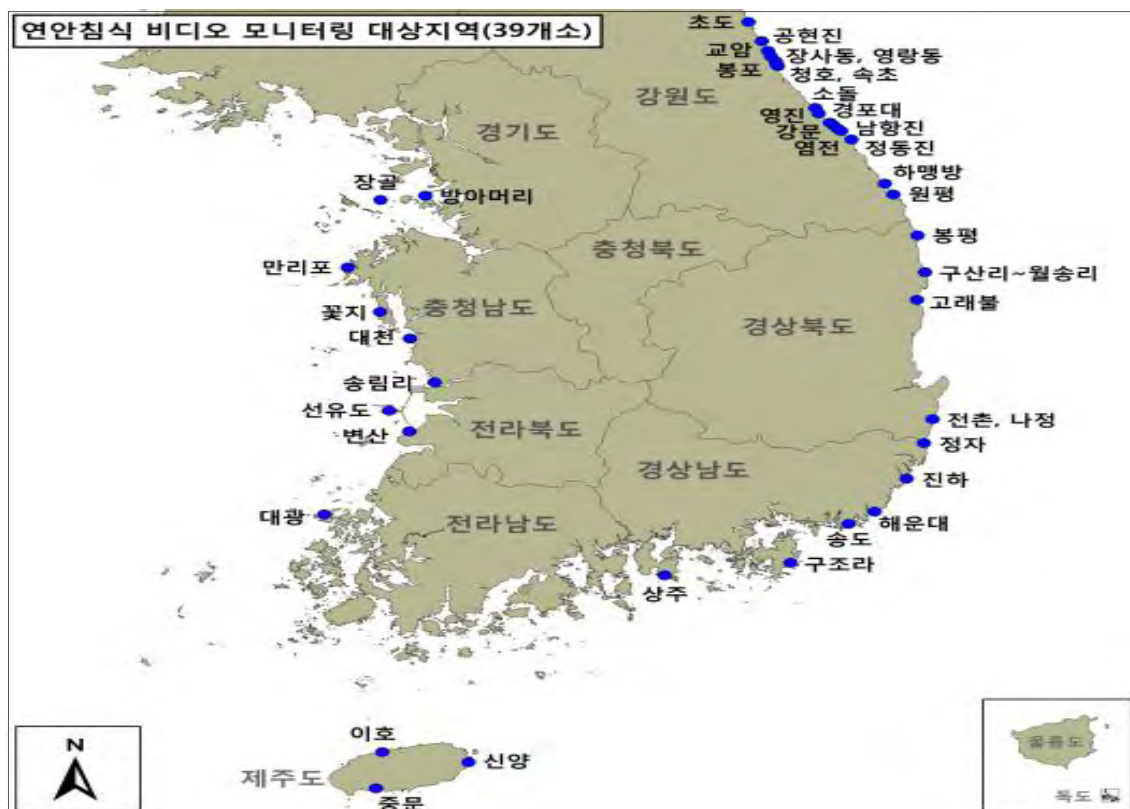 연안침식 비디오 모니터링 대상지역(39개소)
초도
공현진
교암
장사동, 영랑동
봉포
청호, 속초
강원도
소돌
영진
경포대
강문
남항진
염전
정동진
경기도
하맹방
장골
방아머리
원평
봉평
충청북도
만리포
구산리~월송리
꽃지
충청남도
고래불
경상북도
대천
송림리
선유도
전라북도
전촌, 나정
변산
정자
경상남도
진하
대광
전라남도
해운대
송도
구조라
상주
이호
신양
제주도
중문
N
울릉도
독도